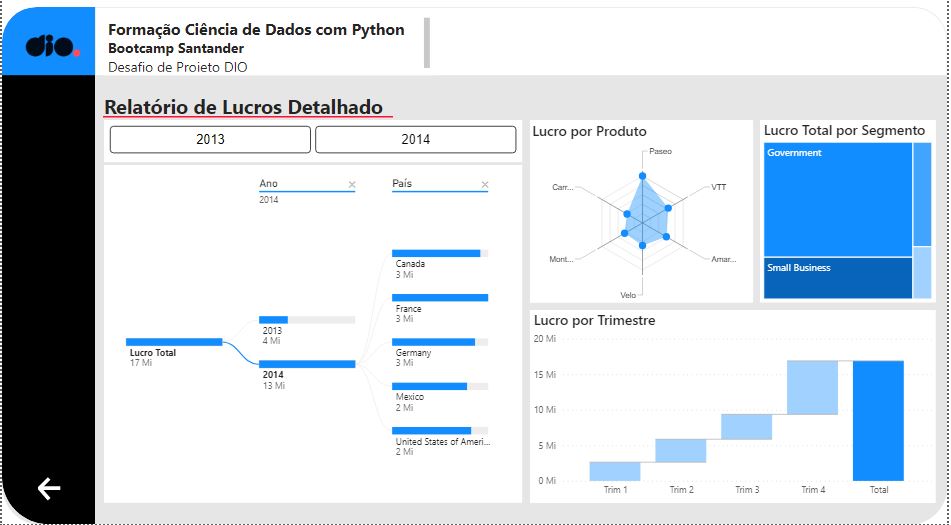 dio.
Formação Ciência de Dados com Python
Bootcamp Santander
Desafio de Projeto DIO
Relatório de Lucros Detalhado
2013
2014
Ano
2014
País
Lucro Total
17 Mi
2013
4 Mi
2014
13 Mi
Canada
3 Mi
France
3 Mi
Germany
3 Mi
Mexico
2 Mi
United States of Ameri...
2 Mi
Lucro por Produto
Paseo
VTT
Amar...
Velo
Mont...
Carr...
Lucro Total por Segmento
Government
Small Business
Lucro por Trimestre
20 Mi
15 Mi
10 Mi
5 Mi
0 Mi
Trim 1
Trim 2
Trim 3
Trim 4
Total